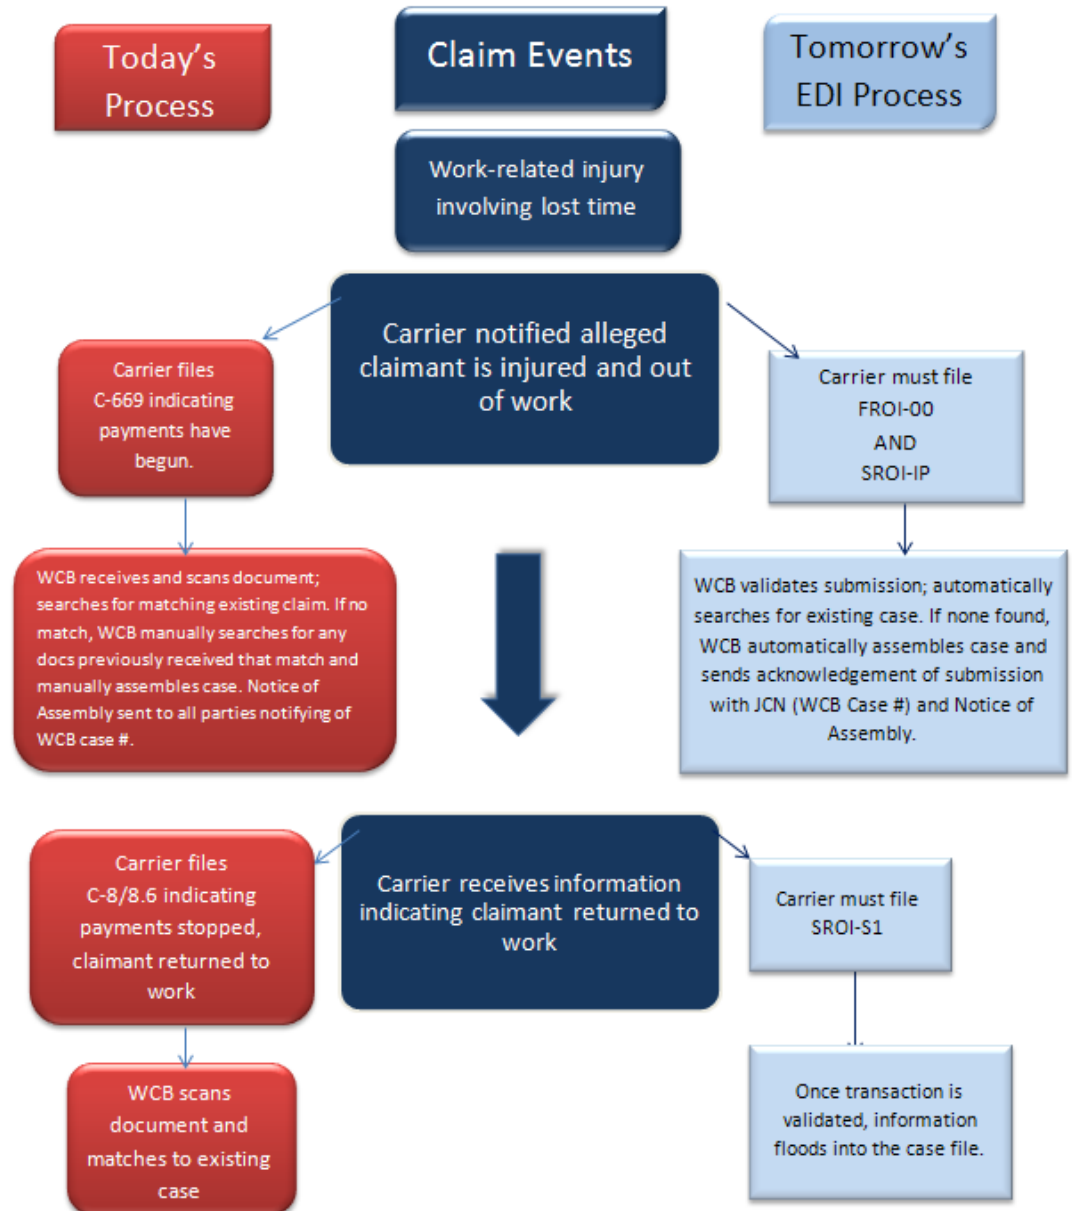 Today's
Process
Claim Events
Tomorrow's
EDI Process
Work-related injury
involving lost time
Carrier notified alleged
claimant is injured and out
of work
Carrier files
C-669 indicating
payments have
begun.
Carrier must file
FROI-00
AND
SROI-IP
WCB receives and scans document;
searches for matching existing claim. If no
match, WCB manually searches for any
docs previously received that match and
manually assembles case. Notice of
Assembly sent to all parties notifying of
WCB case #.
WCB validates submission; automatically
searches for existing case. If none found,
WCB automatically assembles case and
sends acknowledgement of submission
with JCN (WCB Case #) and Notice of
Assembly.
Carrier files
C-8/8.6 indicating
payments stopped,
claimant returned to
work
Carrier receives information
indicating claimant returned to
work
Carrier must file
SROI-S1
WCB scans
document and
matches to existing
case
Once transaction is
validated, information
floods into the case file.